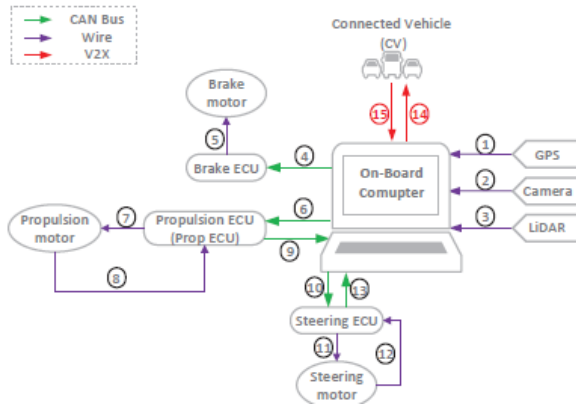 CAN Bus
Wire
V2X
Connected Vehicle
(CV)
Brake
motor
15
14
5
4
1
Brake ECU
GPS
On-Board
Comupter
2
Camera
6
7
Propulsion
motor
Propulsion ECU
(Prop ECU)
3
LiDAR
9
8
10
13
Steering ECU
11
12
Steering
motor